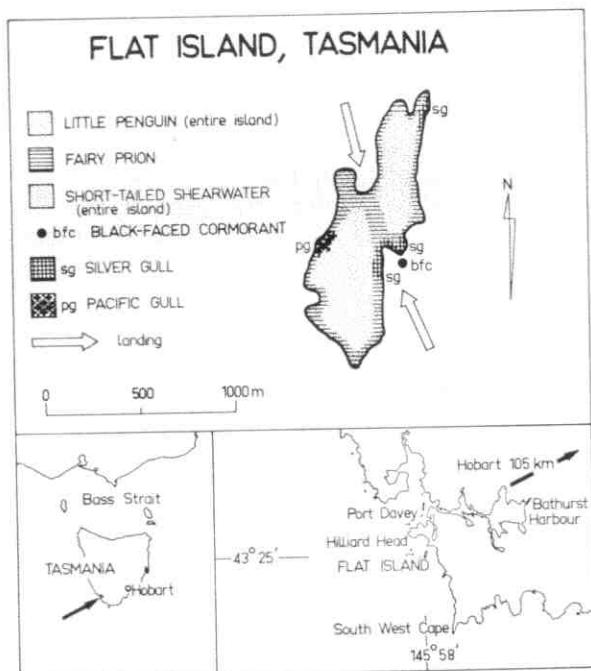 FLAT ISLAND, TASMANIA
LITTLE PENGUIN (entire island)
FAIRY PRION
SHORT-TAILED SHEARWATER
(entire island)
bfc BLACK-FACED CORMORANT
sg SILVER GULL
pg PACIFIC GULL
landing
0 500 1000 m
sg
N
pg
sg
bfc
sg
Bass Strait
TASMANIA
Hobart
Hobart 105 km
Port Davey
Bathurst
Harbour
Hilliard Head
43°25'
FLAT ISLAND
South West Cape
145°58'